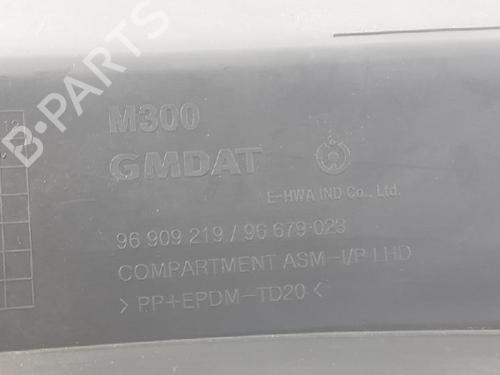 12
M300
GMDAT
E-HWA IND Co., Ltd.
96 909 219 / 96 679 023
COMPARTMENT ASM-I/P LHD
>PP+EPDM-TD20<
B-PARTS